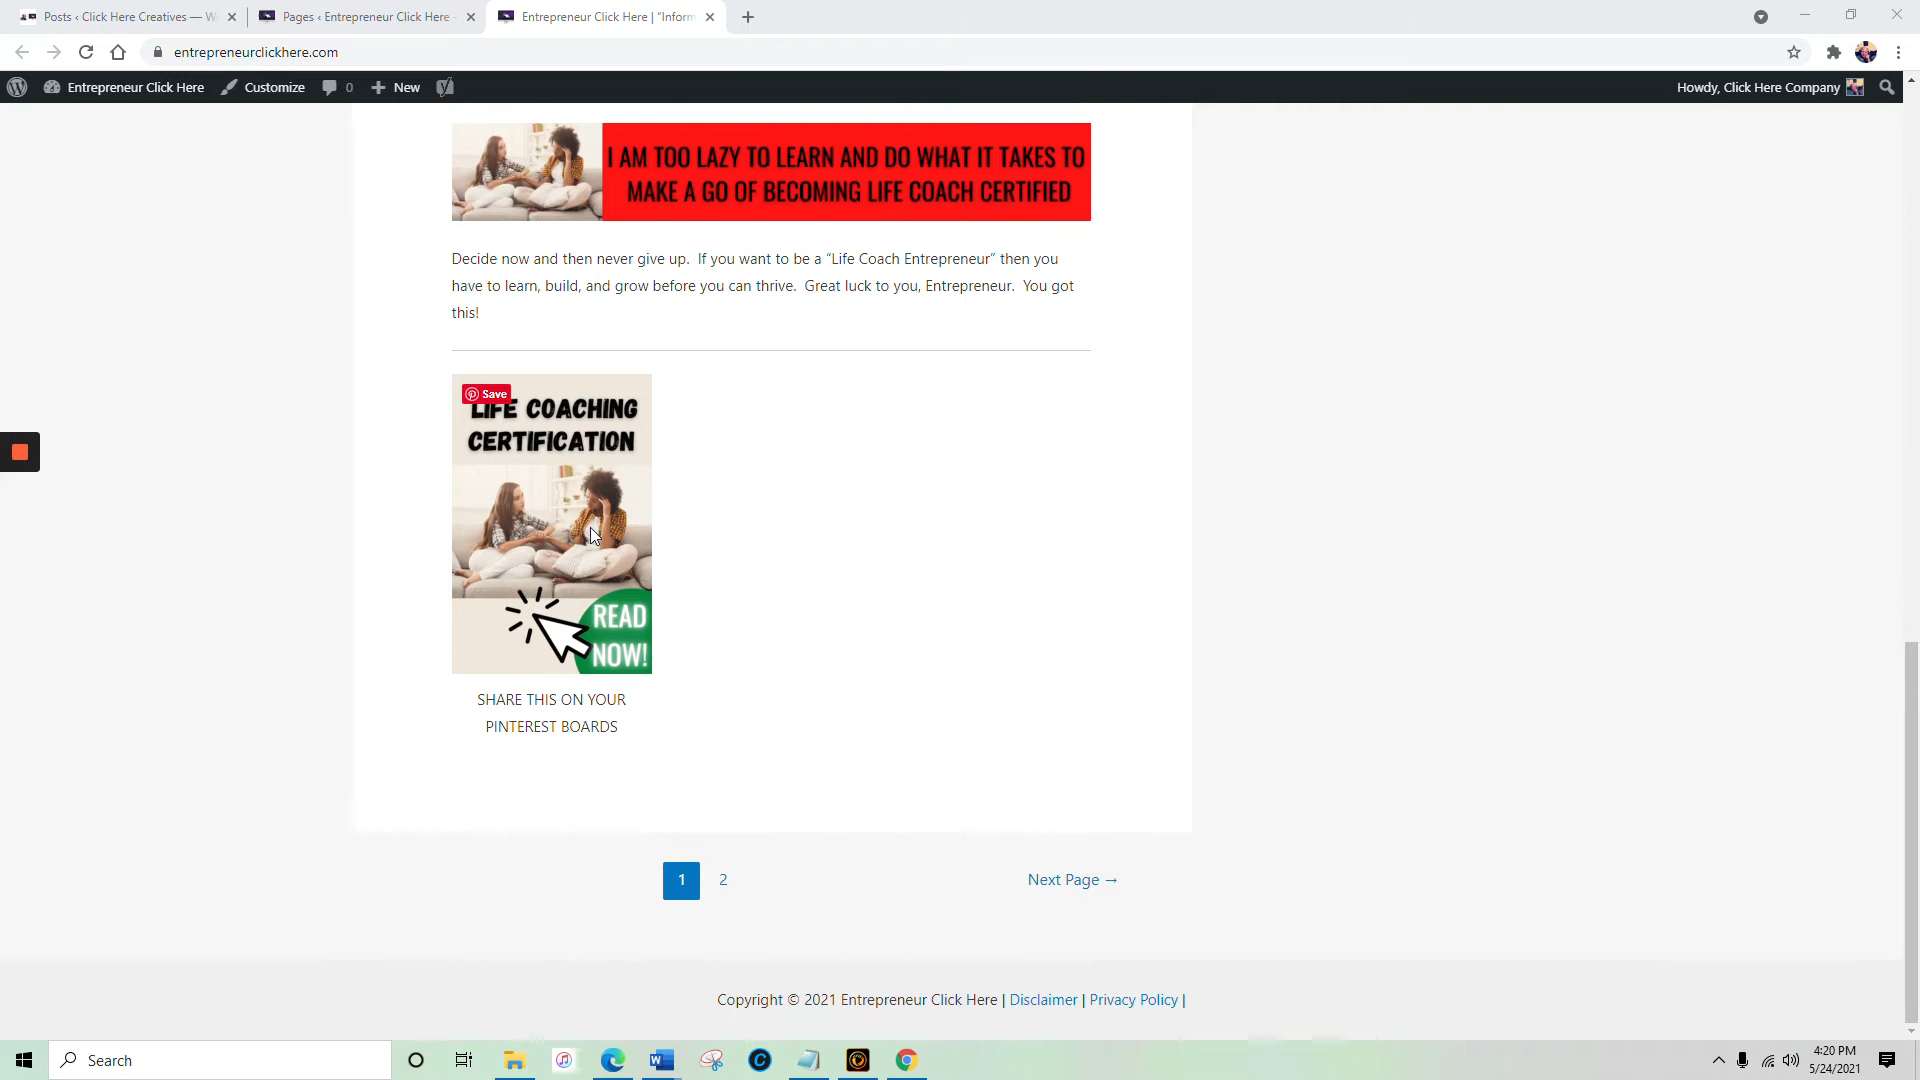 Posts ‹ Click Here Creatives — W
Pages ‹ Entrepreneur Click Here
Entrepreneur Click Here | "Inform
entrepreneurclickhere.com
Entrepreneur Click Here
Customize
0
New
Howdy, Click Here Company
I AM TOO LAZY TO LEARN AND DO WHAT IT TAKES TO
MAKE A GO OF BECOMING LIFE COACH CERTIFIED
Decide now and then never give up. If you want to be a “Life Coach Entrepreneur” then you
have to learn, build, and grow before you can thrive. Great luck to you, Entrepreneur. You got
this!
Save
LIFE COACHING
CERTIFICATION
READ
NOW!
SHARE THIS ON YOUR
PINTEREST BOARDS
1
2
Next Page →
Copyright © 2021 Entrepreneur Click Here | Disclaimer | Privacy Policy |
Search
4:20 PM
5/24/2021